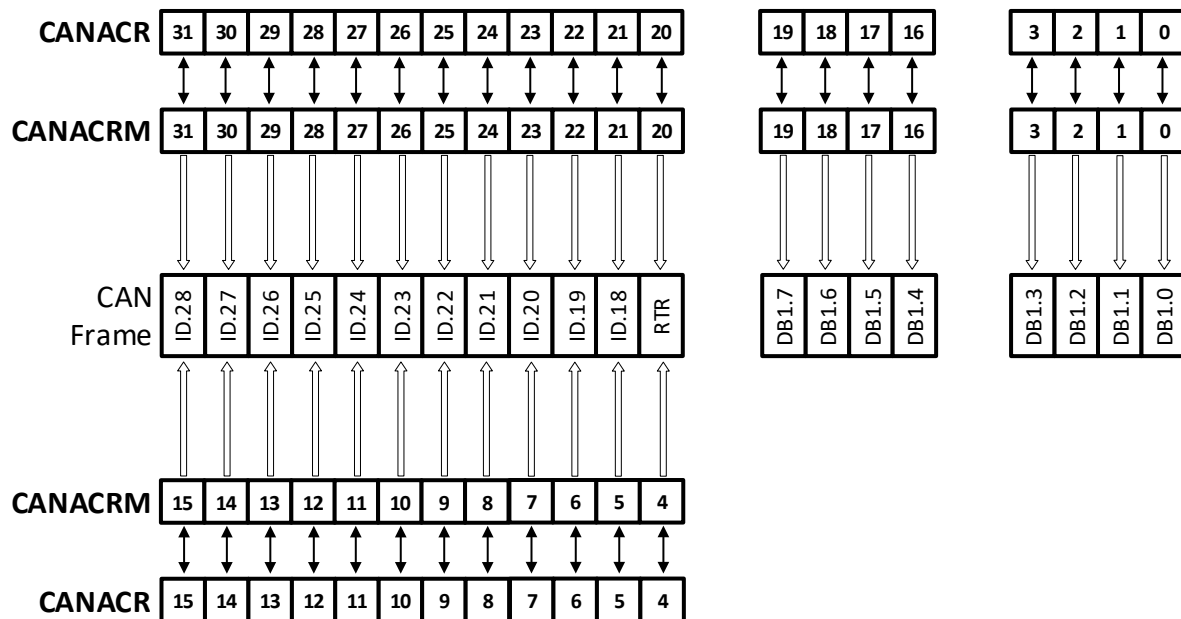 CANACR 31 30 29 28 27 26 25 24 23 22 21 20 19 18 17 16 3 2 1 0
CANACRM 31 30 29 28 27 26 25 24 23 22 21 20 19 18 17 16 3 2 1 0
CAN
Frame
ID.28 ID.27 ID.26 ID.25 ID.24 ID.23 ID.22 ID.21 ID.20 ID.19 ID.18 RTR DB1.7 DB1.6 DB1.5 DB1.4 DB1.3 DB1.2 DB1.1 DB1.0
CANACRM 15 14 13 12 11 10 9 8 7 6 5 4
CANACR 15 14 13 12 11 10 9 8 7 6 5 4